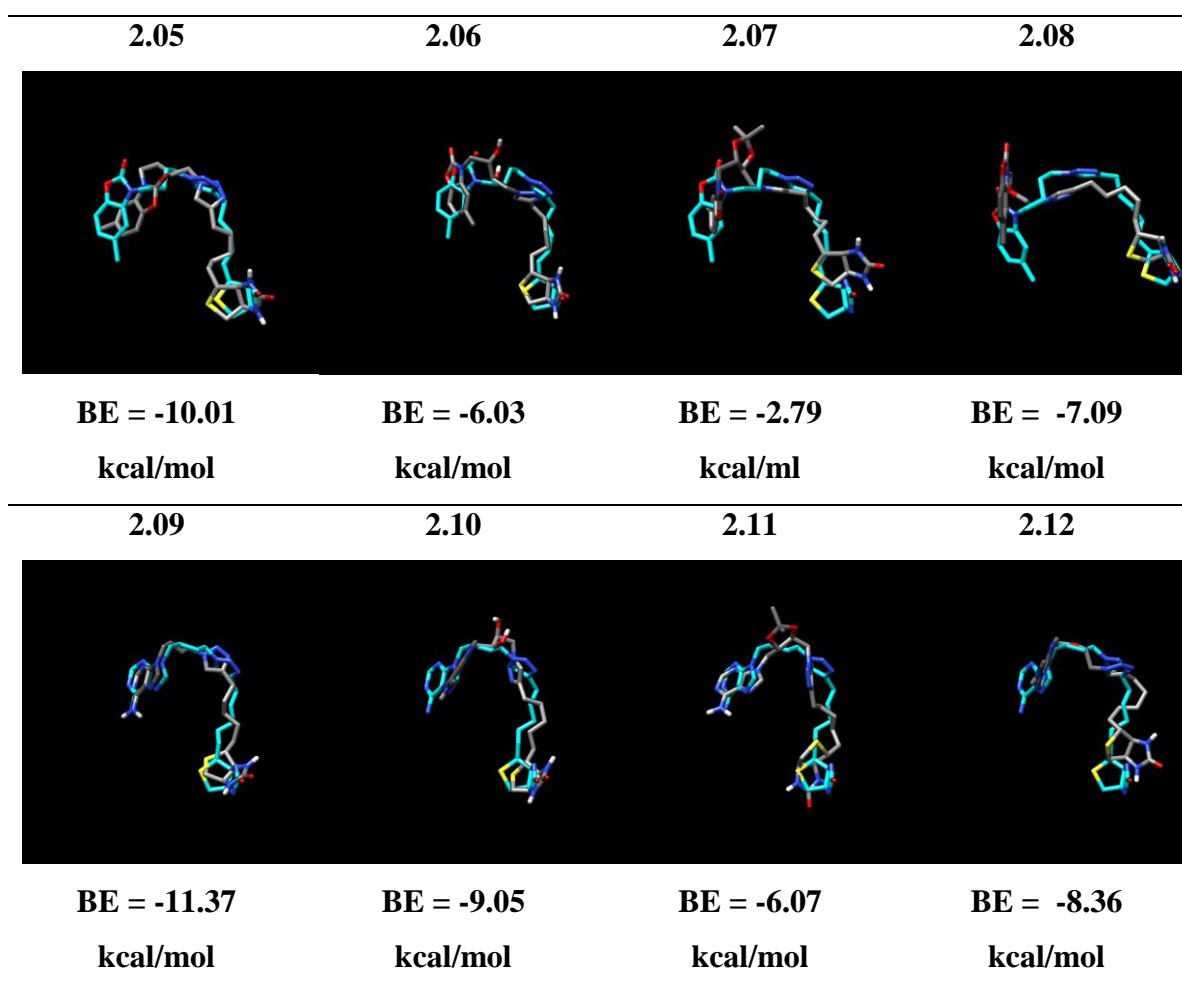 2.05 2.06 2.07 2.08
BE = -10.01 BE = -6.03 BE = -2.79 BE = -7.09
kcal/mol kcal/mol kcal/ml kcal/mol
2.09 2.10 2.11 2.12
BE = -11.37 BE = -9.05 BE = -6.07 BE = -8.36
kcal/mol kcal/mol kcal/mol kcal/mol